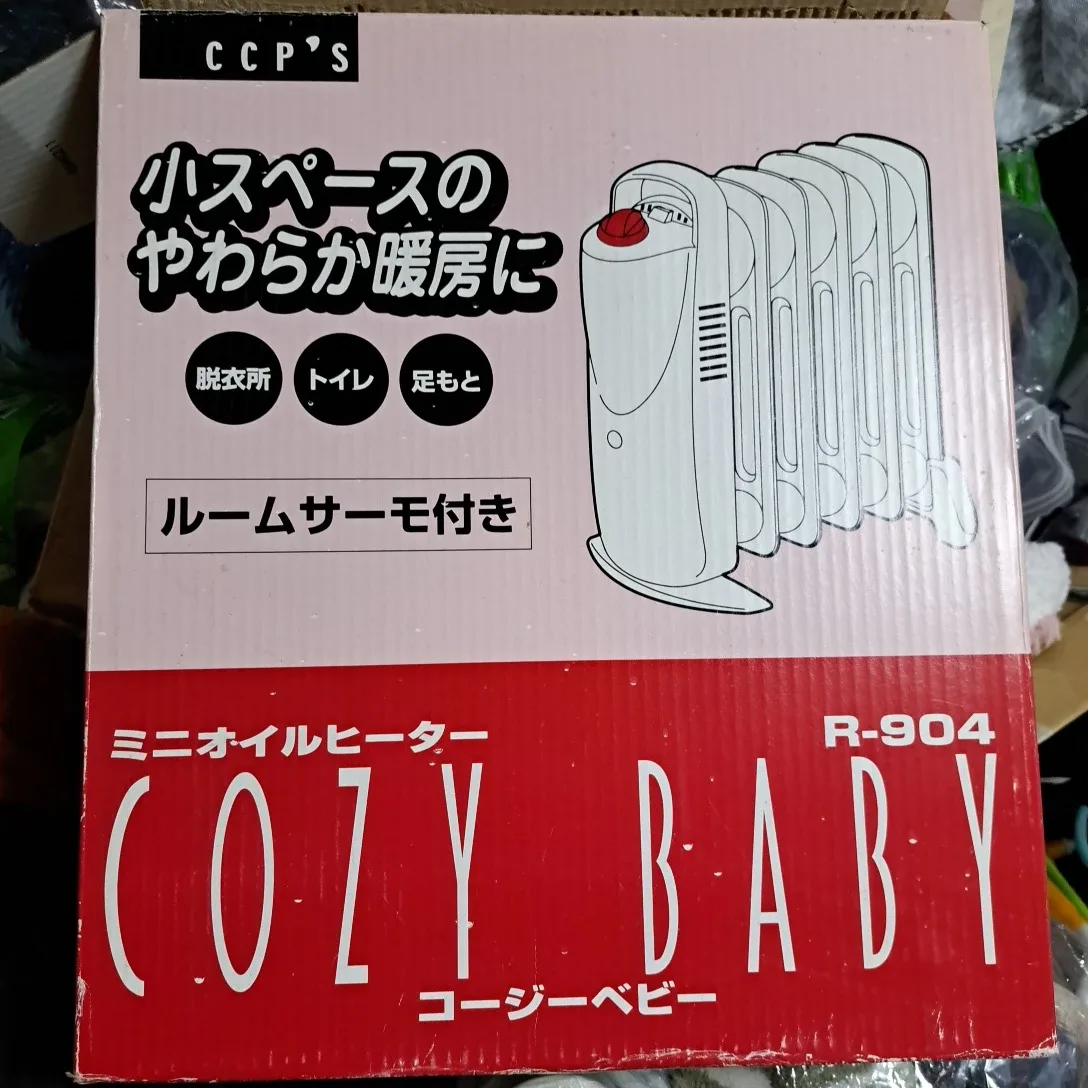 CCP'S
小スペースの
やわらか暖房に
脱衣所 トイレ 足もと
ルームサーモ付き
ミニオイルヒーター R-904
COZY BABY
コージーベビー